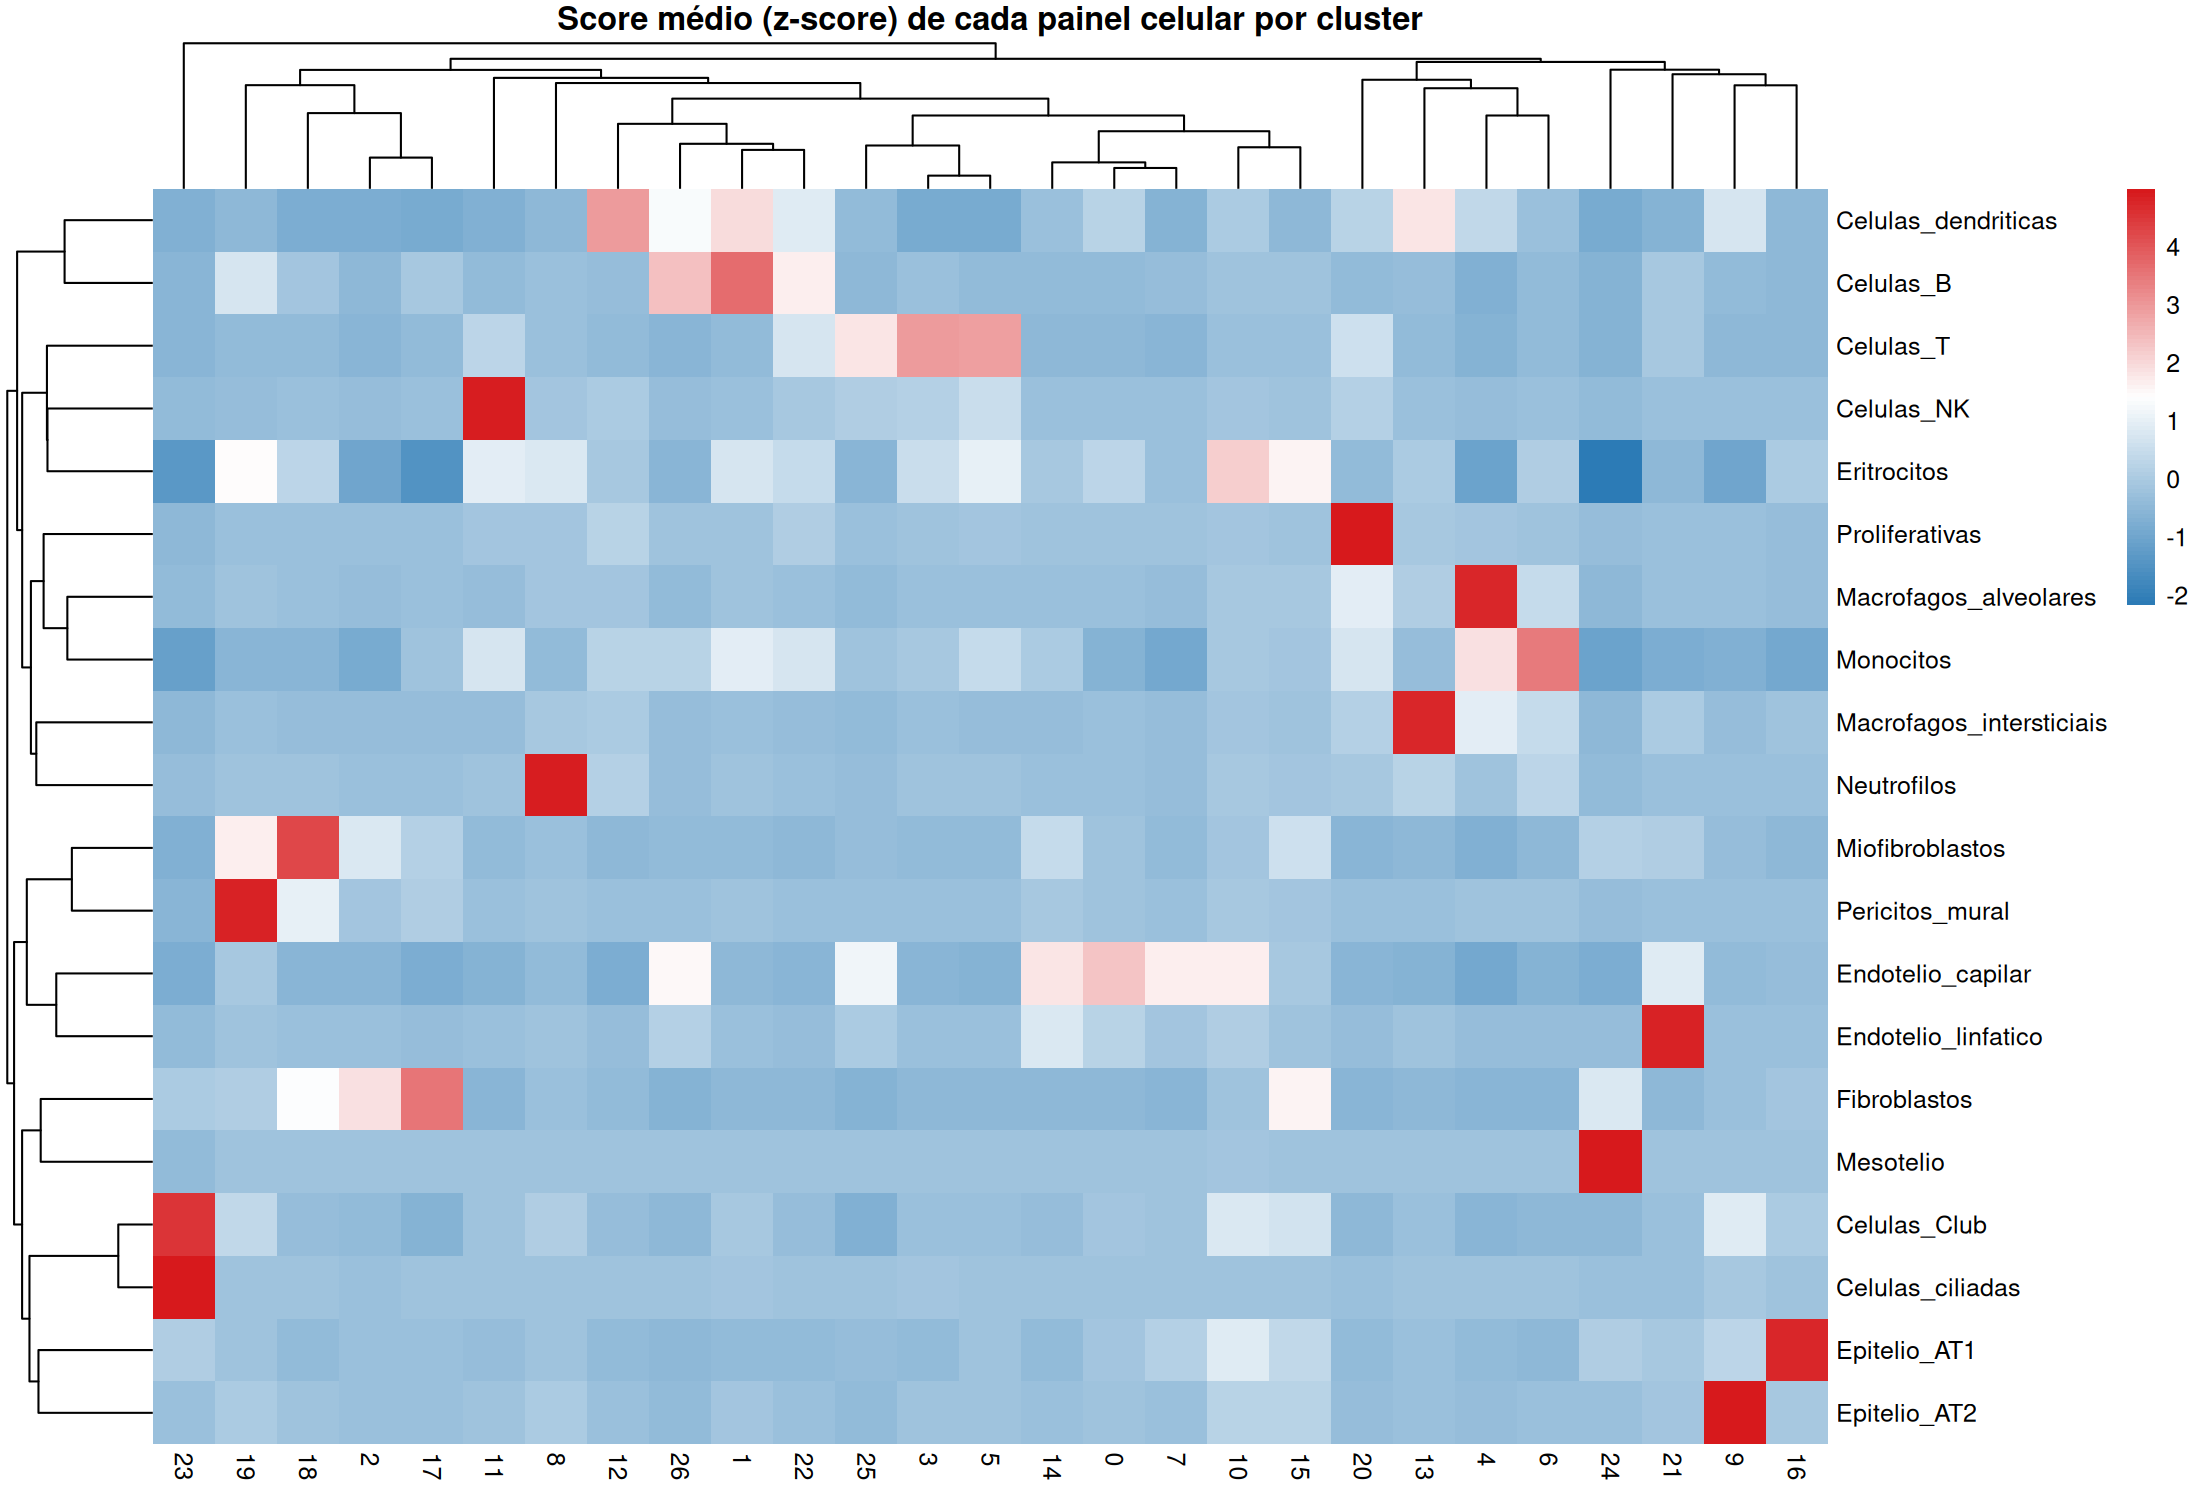 Score médio (z-score) de cada painel celular por cluster
Celulas_dendriticas
Celulas_B
Celulas_T
Celulas_NK
Eritrocitos
Proliferativas
Macrofagos_alveolares
Monocitos
Macrofagos_intersticiais
Neutrofilos
Miofibroblastos
Pericitos_mural
Endotelio_capilar
Endotelio_linfatico
Fibroblastos
Mesotelio
Celulas_Club
Celulas_ciliadas
Epitelio_AT1
Epitelio_AT2
4
3
2
1
0
-1
-2
23 19 18 2 17 11 8 12 26 1 22 25 3 5 14 0 7 10 15 20 13 4 6 24 21 9 16